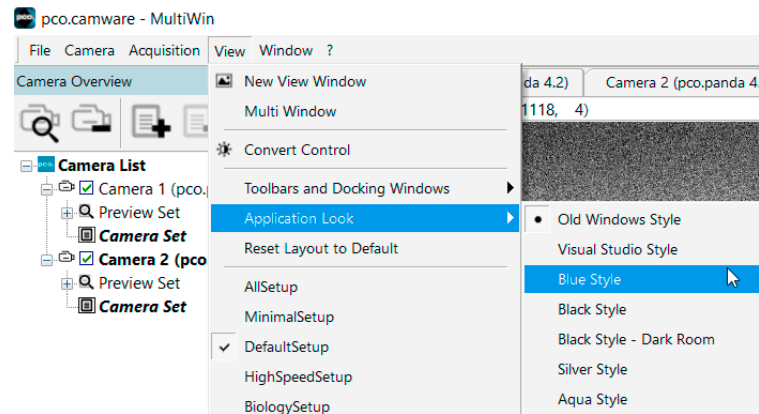 pco. pco.camware - MultiWin
File Camera Acquisition View Window ?
Camera Overview
New View Window
Multi Window
Convert Control
Toolbars and Docking Windows
Application Look
Reset Layout to Default
AllSetup
MinimalSetup
DefaultSetup
HighSpeedSetup
BiologySetup
pco. Camera List
Camera 1 (pco.
Preview Set
Camera Set
Camera 2 (pco
Preview Set
Camera Set
da 4.2) Camera 2 (pco.panda 4.
1118, 4)
Old Windows Style
Visual Studio Style
Blue Style
Black Style
Black Style - Dark Room
Silver Style
Aqua Style